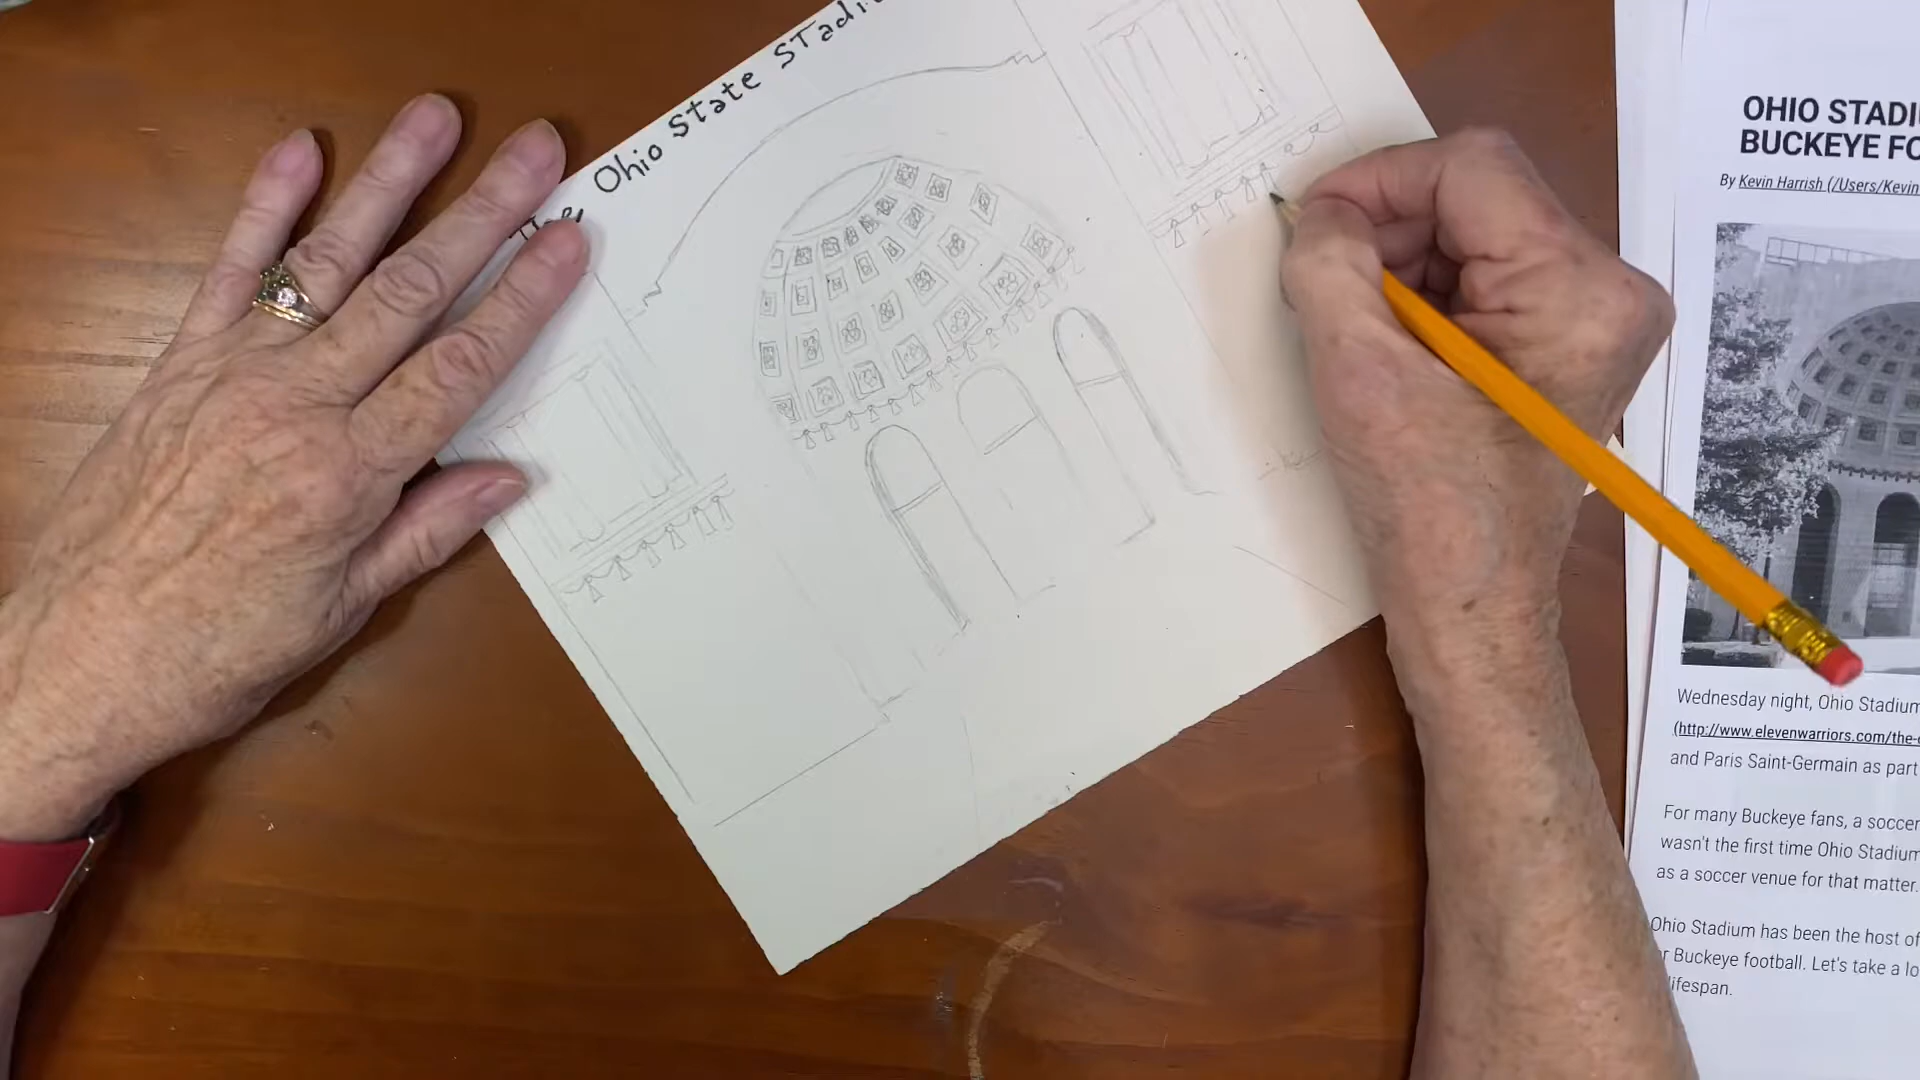 Ohio State
OHIO STADI
BUCKEYE FO
By Kevin Harrish (/Users/Kevin
Wednesday night, Ohio Stadium
(http://www.elevenwarriors.com/the-
and Paris Saint-Germain as part
For many Buckeye fans, a soccer
wasn't the first time Ohio Stadium
as a soccer venue for that matter.
Ohio Stadium has been the host of
r Buckeye football. Let's take a lo
lifespan.